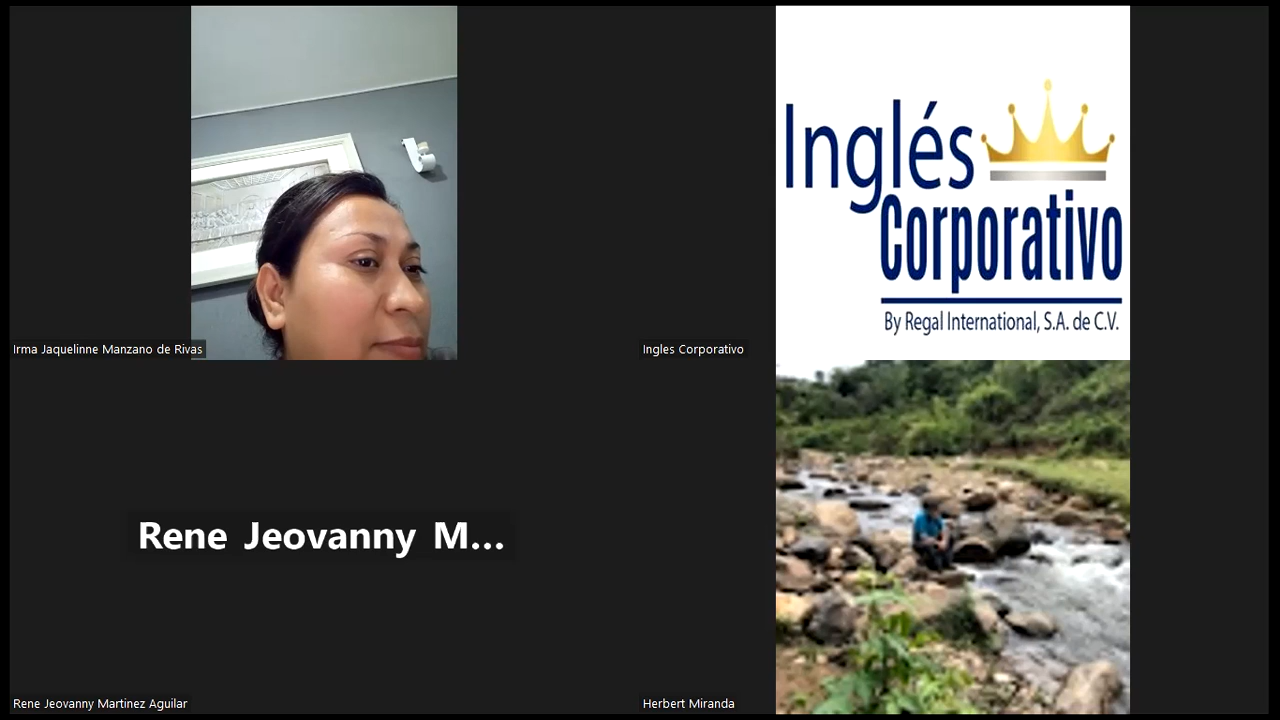 Inglés
Corporativo
By Regal International, S.A. de C.V.
Irma Jaquelinne Manzano de Rivas
Ingles Corporativo
Rene Jeovanny M...
Rene Jeovanny Martinez Aguilar
Herbert Miranda